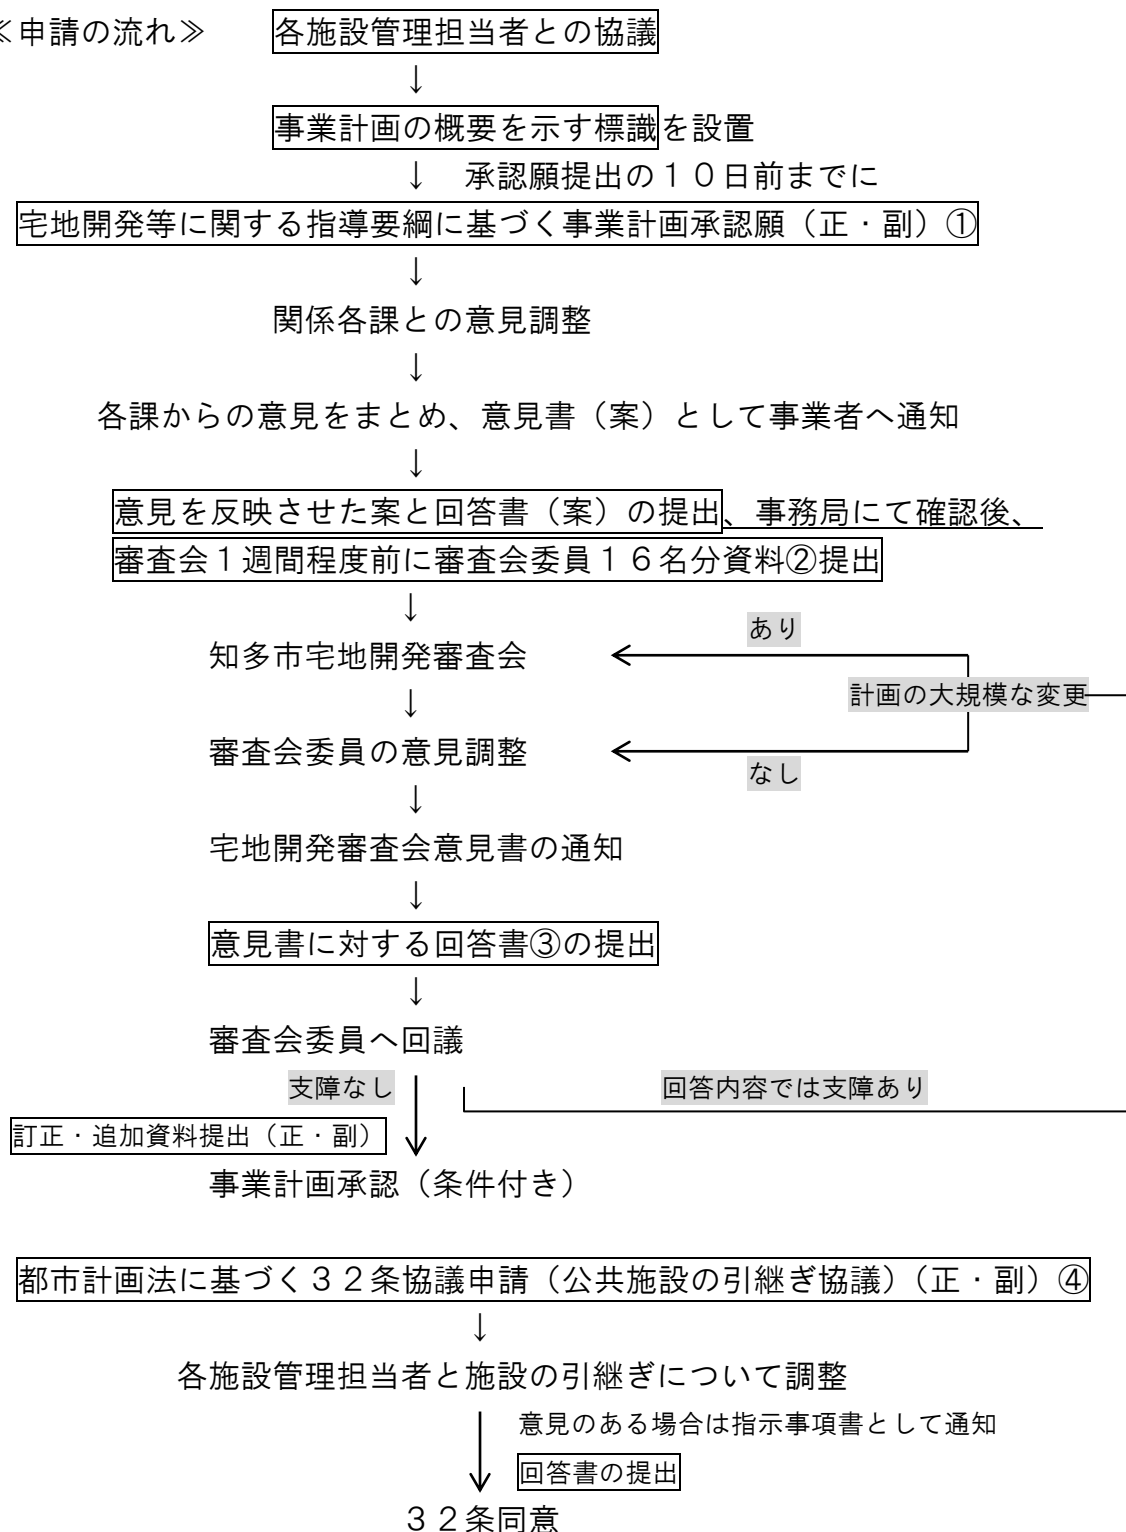 ≪申請の流れ≫ 各施設管理担当者との協議
↓
事業計画の概要を示す標識を設置
↓ 承認願提出の１０日前までに
宅地開発等に関する指導要綱に基づく事業計画承認願（正・副）①
↓
関係各課との意見調整
↓
各課からの意見をまとめ、意見書（案）として事業者へ通知
↓
意見を反映させた案と回答書（案）の提出、事務局にて確認後、
審査会１週間程度前に審査会委員１６名分資料②提出
↓
あり
知多市宅地開発審査会
計画の大規模な変更
↓
審査会委員の意見調整
なし
↓
宅地開発審査会意見書の通知
↓
意見書に対する回答書③の提出
↓
審査会委員へ回議
支障なし 回答内容では支障あり
訂正・追加資料提出（正・副）
事業計画承認（条件付き）
都市計画法に基づく３２条協議申請（公共施設の引継ぎ協議）（正・副）④
↓
各施設管理担当者と施設の引継ぎについて調整
意見のある場合は指示事項書として通知
回答書の提出
３２条同意